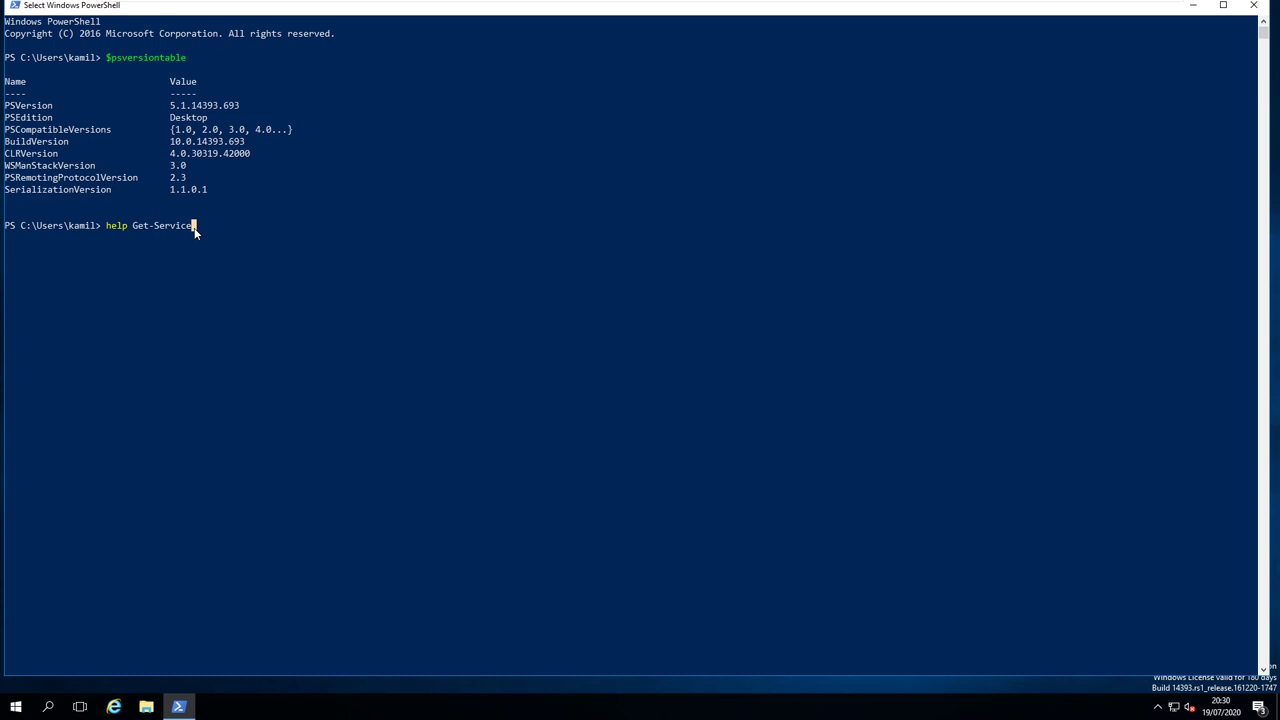 Select Windows PowerShell
Windows PowerShell
Copyright (C) 2016 Microsoft Corporation. All rights reserved.
PS C:\Users\kamil> $psversiontable
Name Value
---- -----
PSVersion 5.1.14393.693
PSEdition Desktop
PSCompatibleVersions {1.0, 2.0, 3.0, 4.0...}
BuildVersion 10.0.14393.693
CLRVersion 4.0.30319.42000
WSManStackVersion 3.0
PSRemotingProtocolVersion 2.3
SerializationVersion 1.1.0.1
PS C:\Users\kamil> help Get-Service
on
Windows License valid for 180 days
Build 14393.rs1_release.161220-1747
20:30
19/07/2020
3